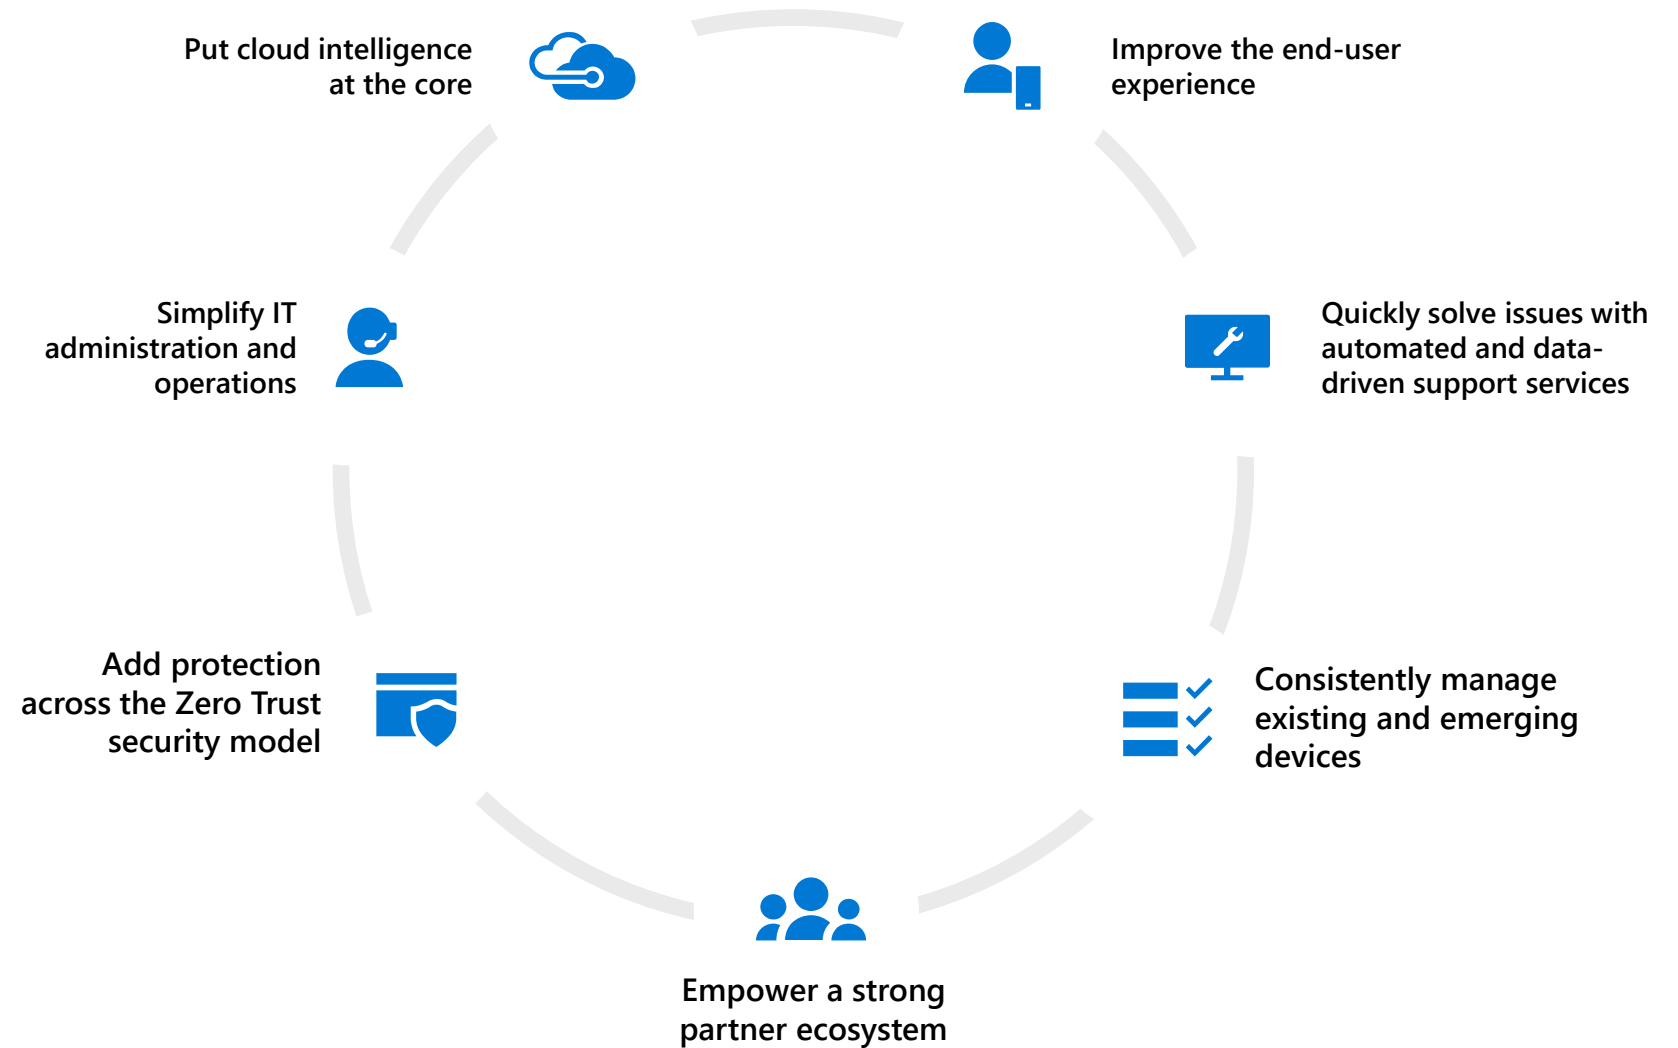 Put cloud intelligence
at the core
Improve the end-user
experience
Simplify IT
administration and
operations
Quickly solve issues with
automated and data-
driven support services
Add protection
across the Zero Trust
security model
Consistently manage
existing and emerging
devices
Empower a strong
partner ecosystem